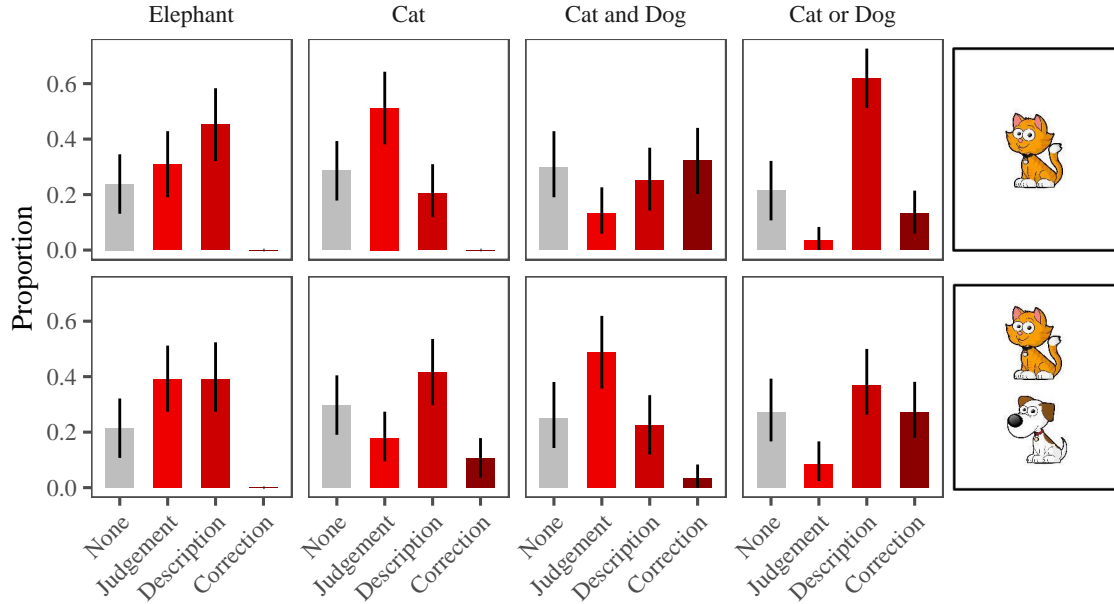 Elephant
Cat
Cat and Dog
Cat or Dog
Proportion
0.6
0.4
0.2
0.0
0.6
0.4
0.2
0.0
None
Judgement
Description
Correction
None
Judgement
Description
Correction
None
Judgement
Description
Correction
None
Judgement
Description
Correction